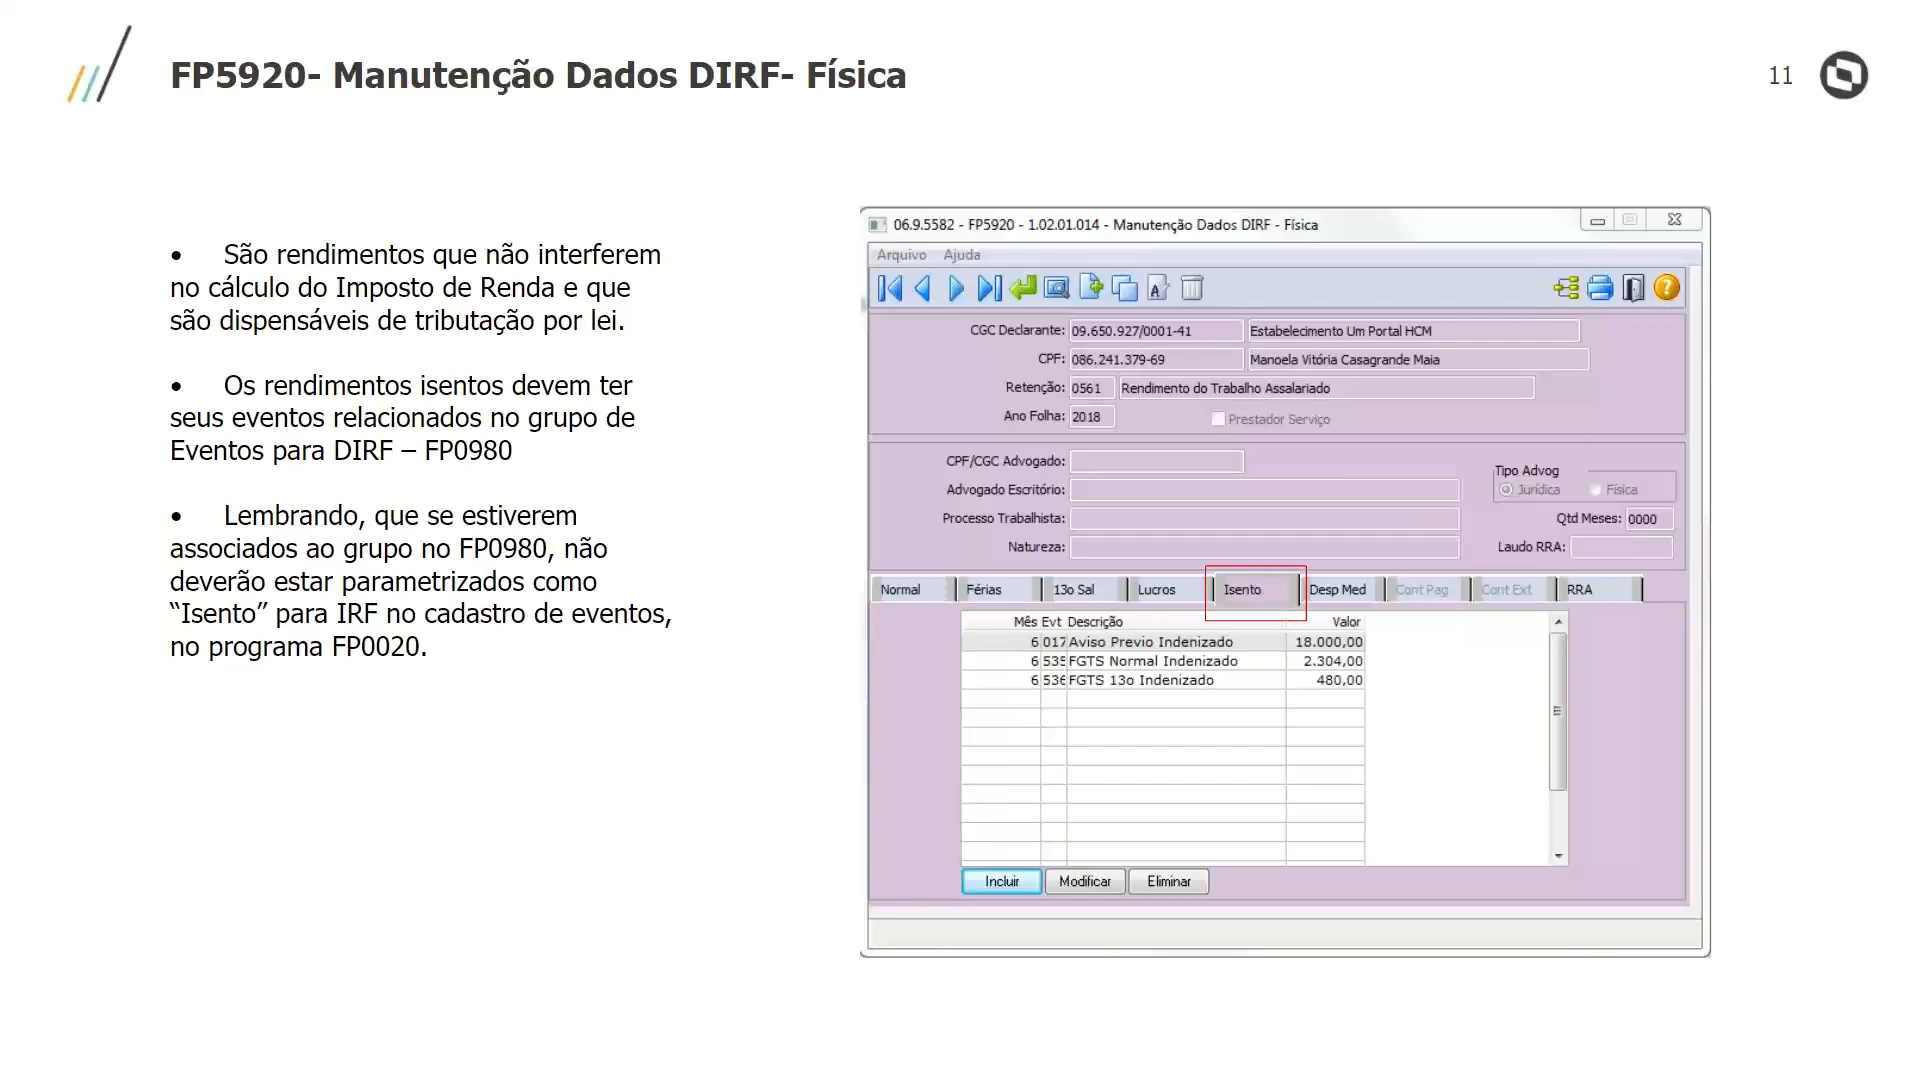 FP5920- Manutenção Dados DIRF- Física
11
• São rendimentos que não interferem
no cálculo do Imposto de Renda e que
são dispensáveis de tributação por lei.
• Os rendimentos isentos devem ter
seus eventos relacionados no grupo de
Eventos para DIRF – FP0980
• Lembrando, que se estiverem
associados ao grupo no FP0980, não
deverão estar parametrizados como
“Isento” para IRF no cadastro de eventos,
no programa FP0020.
06.9.5582 - FP5920 - 1.02.01.014 - Manutenção Dados DIRF - Física
Arquivo Ajuda
CGC Declarante: 09.650.927/0001-41 Estabelecimento Um Portal HCM
CPF: 086.241.379-69 Manoela Vitória Casagrande Maia
Retenção: 0561 Rendimento do Trabalho Assalariado
Ano Folha: 2018 Prestador Serviço
CPF/CGC Advogado:
Tipo Advog
Advogado Escritório: Jurídica Física
Processo Trabalhista: Qtd Meses: 0000
Natureza: Laudo RRA:
Normal Férias 13o Sal Lucros Isento Desp Med Cont Pag Cont Ext RRA
Mês Evt Descrição Valor
6 017 Aviso Previo Indenizado 18.000,00
6 535 FGTS Normal Indenizado 2.304,00
6 536 FGTS 13o Indenizado 480,00
Incluir Modificar Eliminar